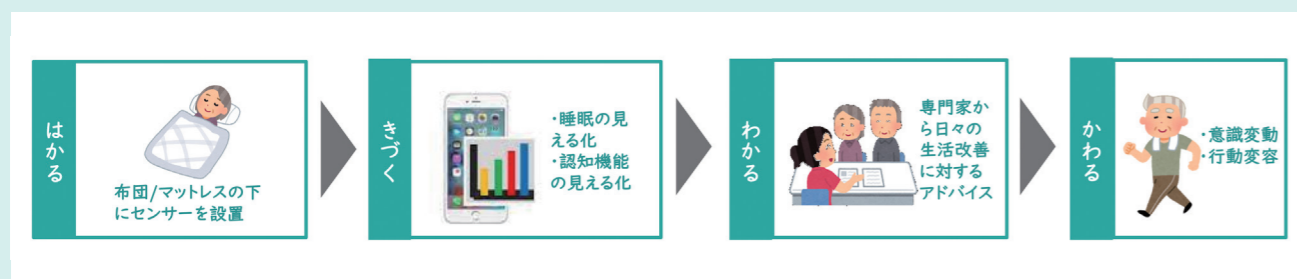 はかる
布団/マットレスの下
にセンサーを設置
きづく
・睡眠の見
える化
・認知機能
の見える化
わかる
専門家か
ら日々の
生活改善
に対する
アドバイス
かわる
・意識変動
・行動変容